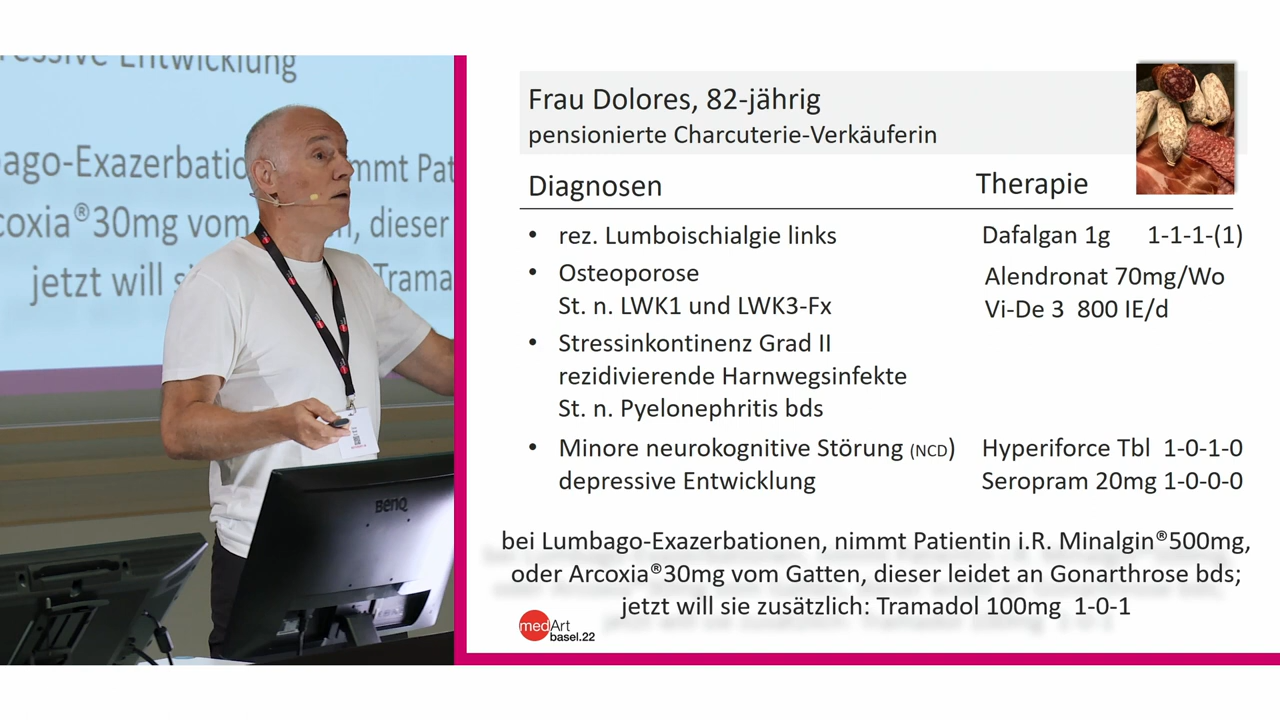 ressive Entwicklung
bago-Exazerbatio
nimmt Pat
coxia®30mg vom
, dieser
jetzt will s
Trama
BenQ
Frau Dolores, 82-jährig
pensionierte Charcuterie-Verkäuferin
Diagnosen Therapie
• rez. Lumboischialgie links Dafalgan 1g 1-1-1-(1)
• Osteoporose Alendronat 70mg/Wo
St. n. LWK1 und LWK3-Fx Vi-De 3 800 IE/d
• Stressinkontinenz Grad II
rezidivierende Harnwegsinfekte
St. n. Pyelonephritis bds
• Minore neurokognitive Störung (NCD) Hyperiforce Tbl 1-0-1-0
depressive Entwicklung Seropram 20mg 1-0-0-0
bei Lumbago-Exazerbationen, nimmt Patientin i.R. Minalgin®500mg,
oder Arcoxia®30mg vom Gatten, dieser leidet an Gonarthrose bds;
jetzt will sie zusätzlich: Tramadol 100mg 1-0-1
medArt
basel.22